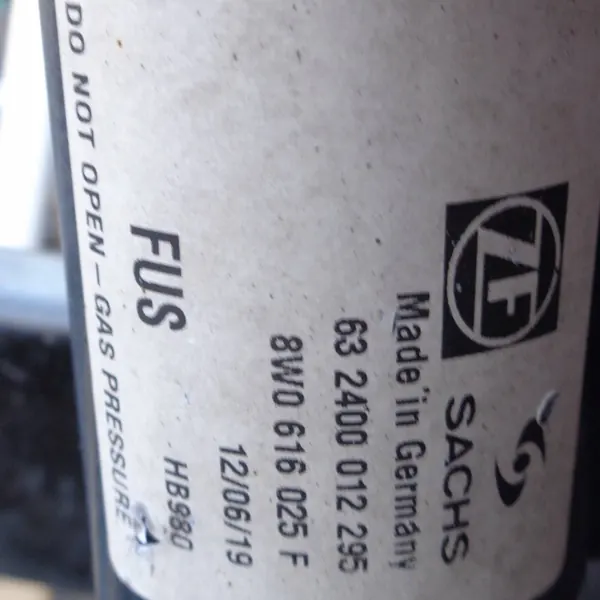 ZF SACHS
Made in Germany
63 2400 012 295
8W0 616 025 F
12/06/19
FUS HB980
DO NOT OPEN – GAS PRESSURE